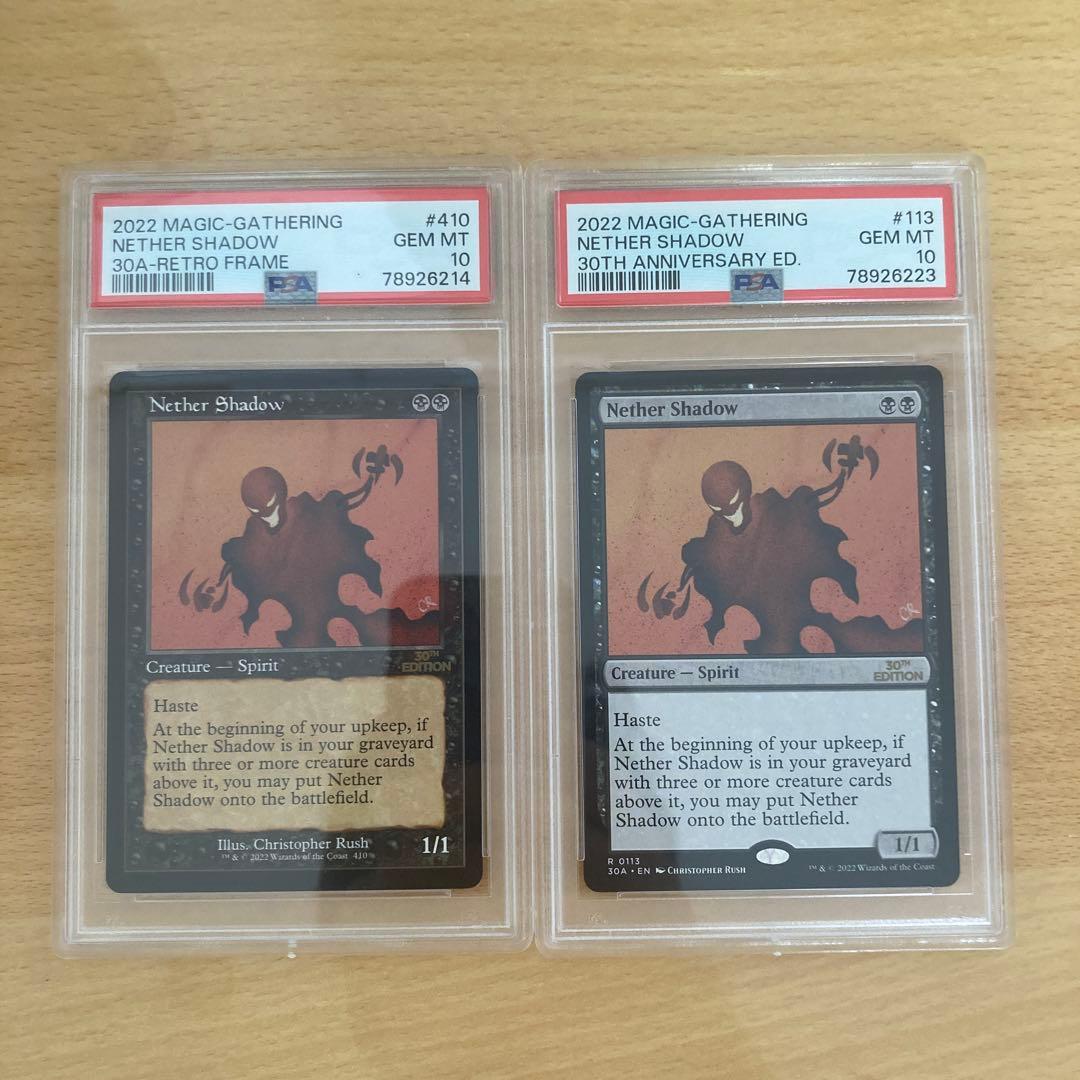 2022 MAGIC-GATHERING #410
NETHER SHADOW GEM MT
30A-RETRO FRAME 10
PSA 78926214
Nether Shadow
CR
Creature — Spirit
30TH
EDITION
Haste
At the beginning of your upkeep, if
Nether Shadow is in your graveyard
with three or more creature cards
above it, you may put Nether
Shadow onto the battlefield.
Illus. Christopher Rush
1/1
™ & © 2022 Wizards of the Coast 410
2022 MAGIC-GATHERING #113
NETHER SHADOW GEM MT
30TH ANNIVERSARY ED. 10
PSA 78926223
Nether Shadow
CR
Creature — Spirit
30TH
EDITION
Haste
At the beginning of your upkeep, if
Nether Shadow is in your graveyard
with three or more creature cards
above it, you may put Nether
Shadow onto the battlefield.
1/1
R 0113
30A • EN Christopher Rush
™ & © 2022 Wizards of the Coast